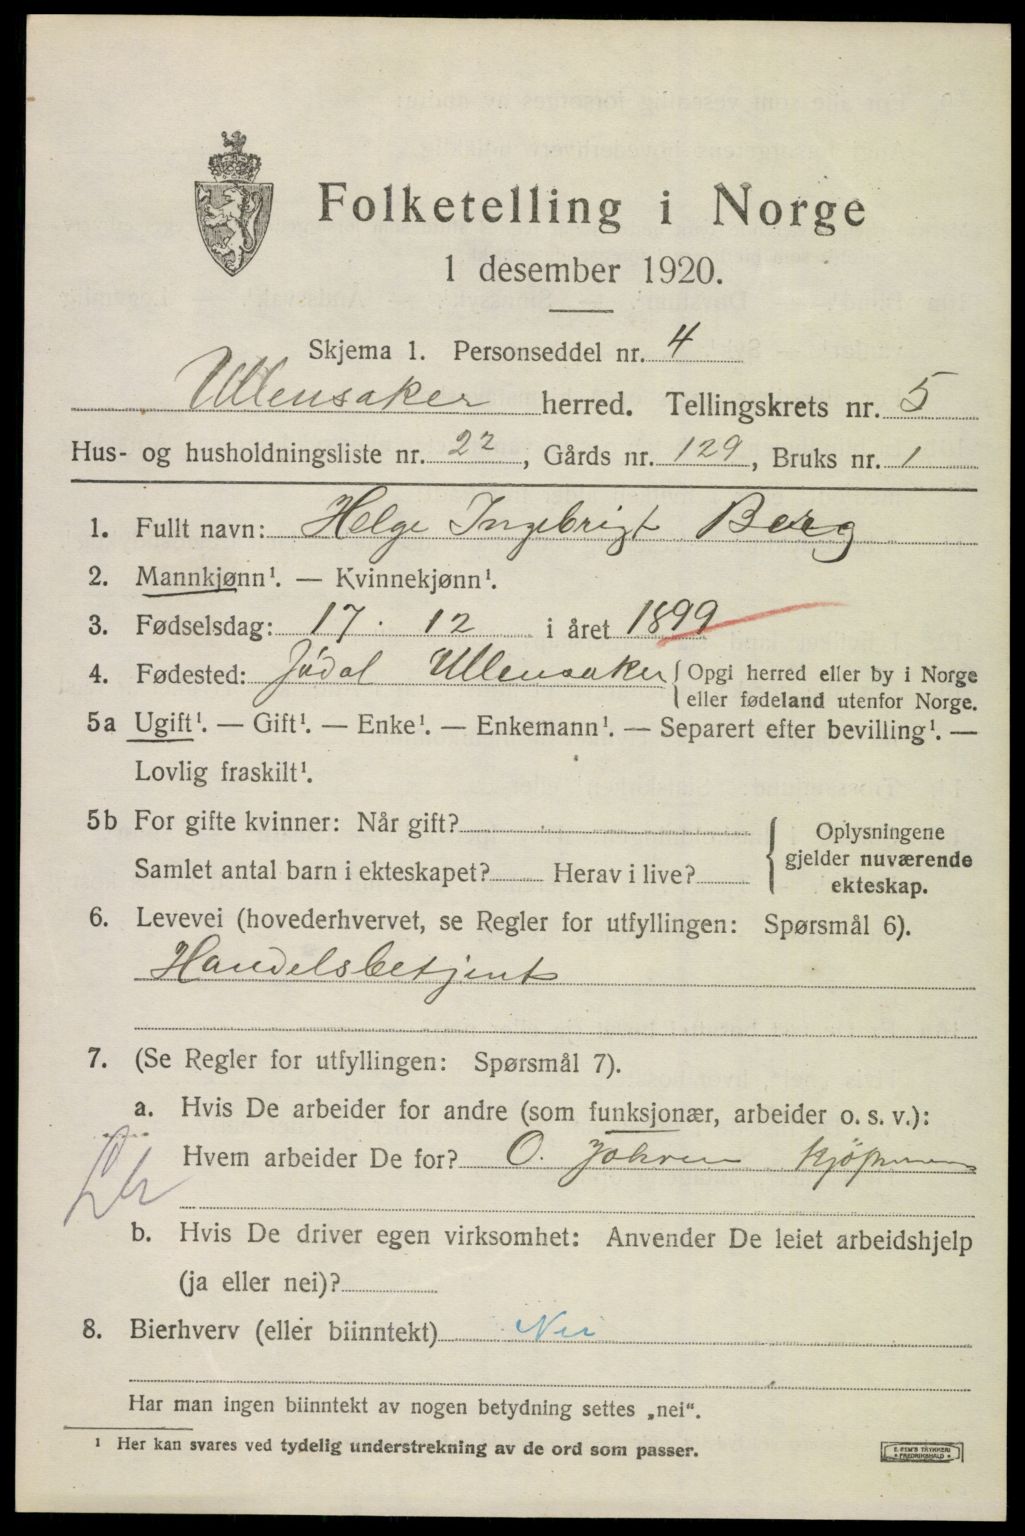 Folketelling i Norge
1 desember 1920.
Skjema 1. Personseddel nr. 4
Ullensaker herred. Tellingskrets nr. 5
Hus- og husholdningsliste nr. 22, Gårds nr. 129, Bruks nr. 1
1. Fullt navn: Helge Ingebrigt Berg
2. Mannkjønn¹. — Kvinnekjønn¹.
3. Fødselsdag: 17. 12 i året 1899
4. Fødested: Jødal Ullensaker { Opgi herred eller by i Norge
eller fødeland utenfor Norge.
5a Ugift¹. — Gift¹. — Enke¹. — Enkemann¹. — Separert efter bevilling¹. —
Lovlig fraskilt¹.
5b For gifte kvinner: Når gift?
Samlet antal barn i ekteskapet? Herav i live?
{ Oplysningene
gjelder nuværende
ekteskap.
6. Levevei (hovederhvervet, se Regler for utfyllingen: Spørsmål 6).
Handelsbetjent
7. (Se Regler for utfyllingen: Spørsmål 7).
a. Hvis De arbeider for andre (som funksjonær, arbeider o. s. v.):
Hvem arbeider De for? O.
b. Hvis De driver egen virksomhet: Anvender De leiet arbeidshjelp
(ja eller nei)?
8. Bierhverv (eller biinntekt) Nei
Har man ingen biinntekt av nogen betydning settes „nei“.
¹ Her kan svares ved tydelig understrekning av de ord som passer.
E. SEM'S TRYKKERI
FREDRIKSHALD